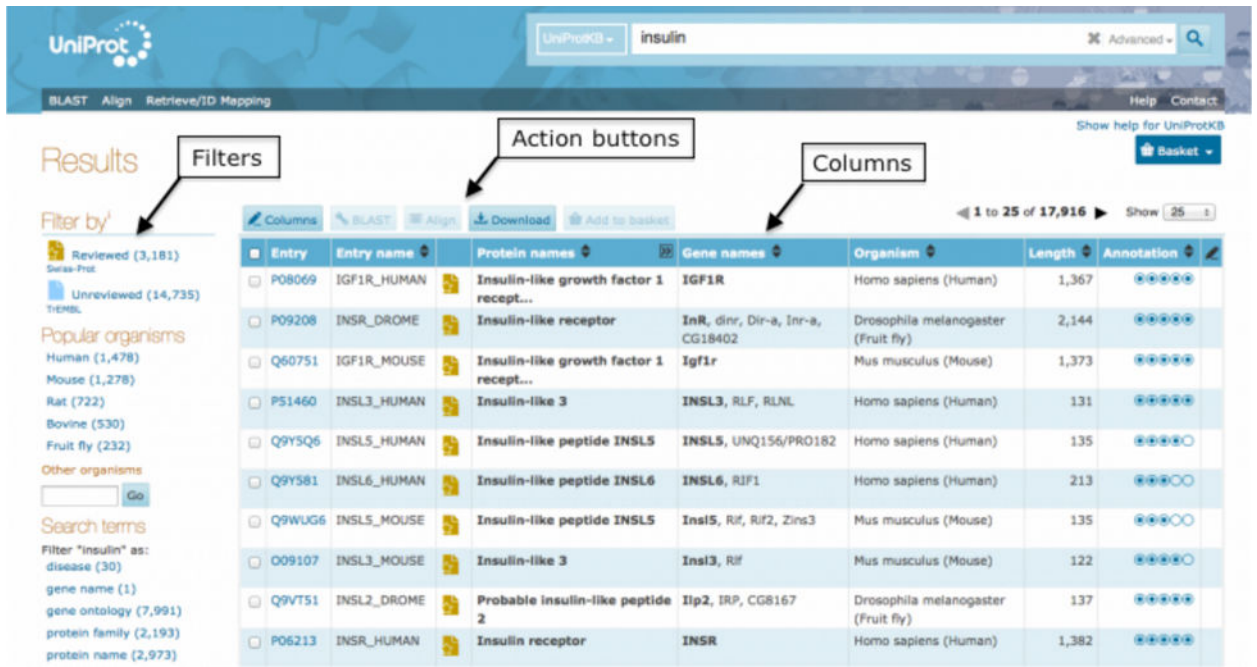 UniProt
UniProtKB
insulin
Advanced
BLAST Align Retrieve/ID Mapping
Help Contact
Show help for UniProtKB
Basket
Results
Filters
Action buttons
Columns
Filter by
Columns BLAST Align Download Add to basket
1 to 25 of 17,916
Show 25
Reviewed (3,181)
Swiss-Prot
Unreviewed (14,735)
TrEMBL
Popular organisms
Human (1,478)
Mouse (1,278)
Rat (722)
Bovine (530)
Fruit fly (232)
Other organisms
Go
Search terms
Filter "insulin" as:
disease (30)
gene name (1)
gene ontology (7,991)
protein family (2,193)
protein name (2,973)
Entry Entry name Protein names Gene names Organism Length Annotation
P08069 IGF1R_HUMAN Insulin-like growth factor 1 IGF1R Homo sapiens (Human) 1,367
recept...
P09208 INSR_DROME Insulin-like receptor InR, dinr, Dir-a, Inr-a, Drosophila melanogaster 2,144
CG18402 (Fruit fly)
Q60751 IGF1R_MOUSE Insulin-like growth factor 1 Igf1r Mus musculus (Mouse) 1,373
recept...
P51460 INSL3_HUMAN Insulin-like 3 INSL3, RLF, RLNL Homo sapiens (Human) 131
Q9Y5Q6 INSL5_HUMAN Insulin-like peptide INSL5 INSL5, UNQ156/PRO182 Homo sapiens (Human) 135
Q9Y581 INSL6_HUMAN Insulin-like peptide INSL6 INSL6, RIF1 Homo sapiens (Human) 213
Q9WUG6 INSL5_MOUSE Insulin-like peptide INSL5 Insl5, Rif, Rif2, Zins3 Mus musculus (Mouse) 135
O09107 INSL3_MOUSE Insulin-like 3 Insl3, Rlf Mus musculus (Mouse) 122
Q9VT51 INSL2_DROME Probable insulin-like peptide Ilp2, IRP, CG8167 Drosophila melanogaster 137
2 (Fruit fly)
P06213 INSR_HUMAN Insulin receptor INSR Homo sapiens (Human) 1,382